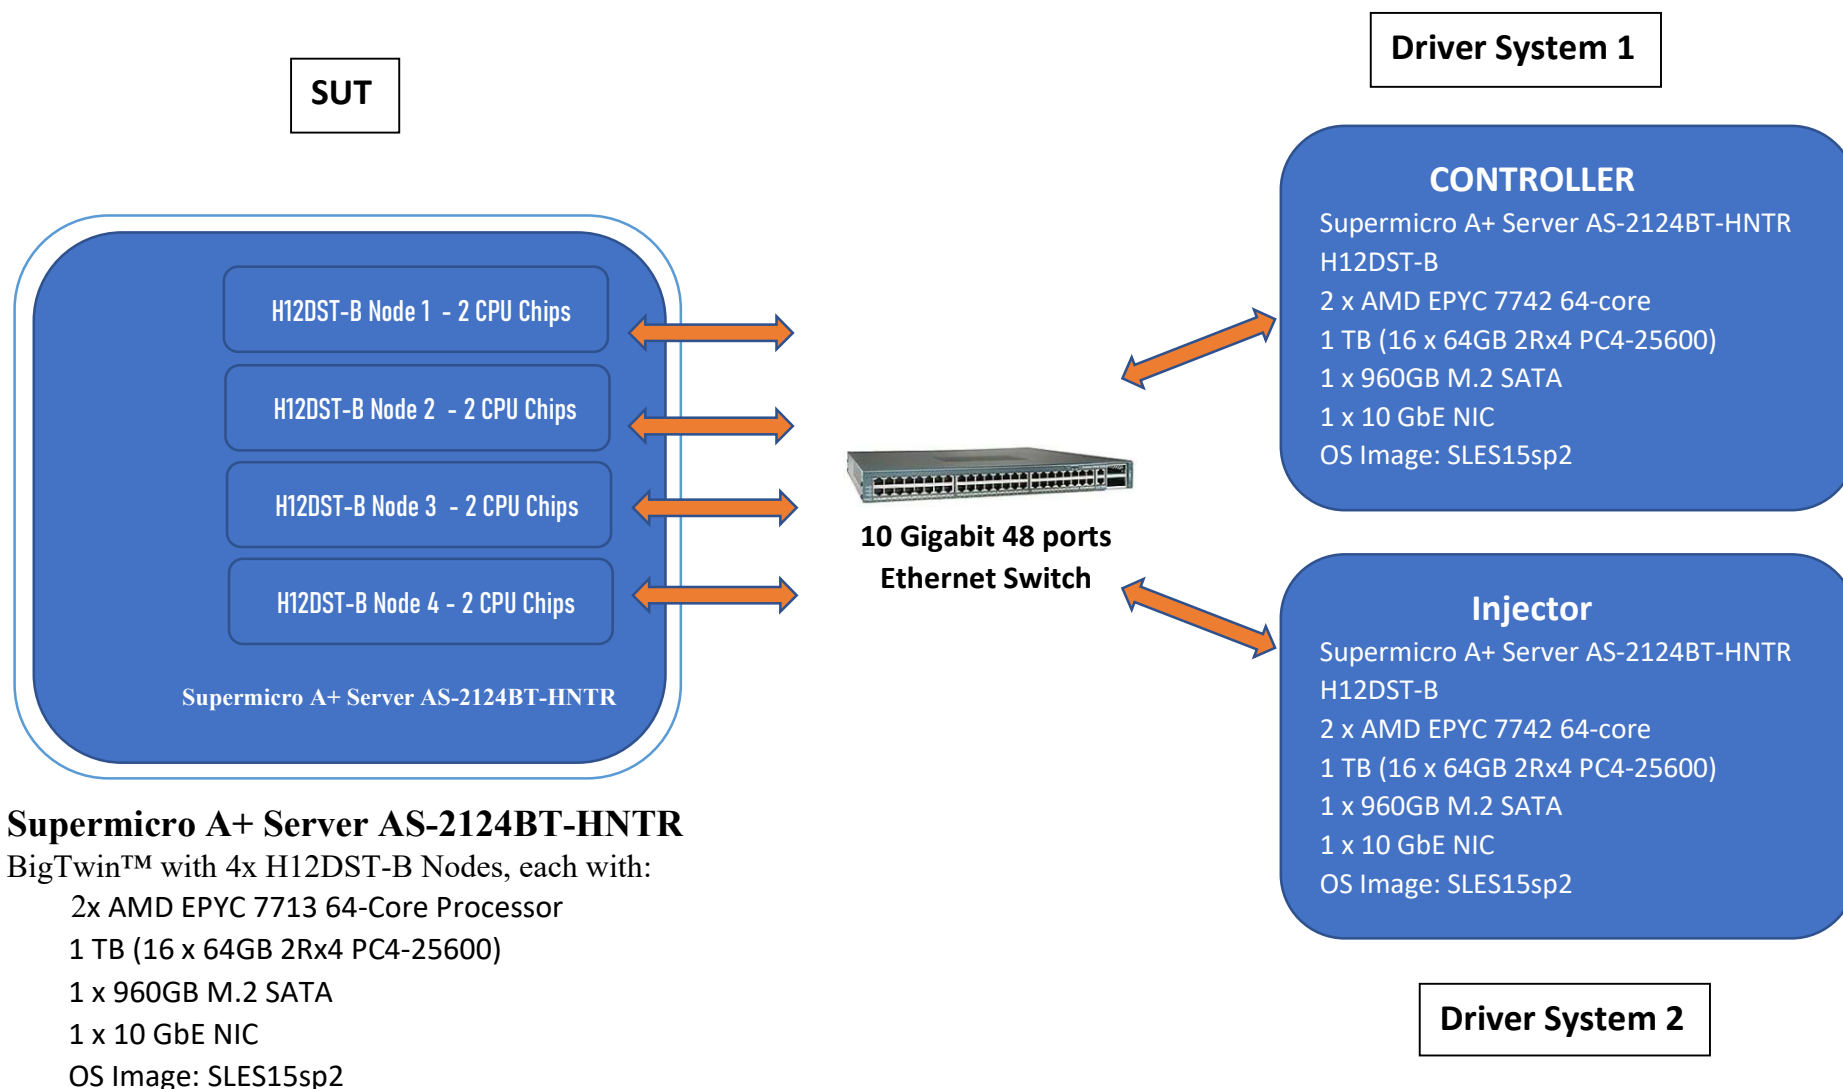 SUT
H12DST-B Node 1 - 2 CPU Chips
H12DST-B Node 2 - 2 CPU Chips
H12DST-B Node 3 - 2 CPU Chips
H12DST-B Node 4 - 2 CPU Chips
Supermicro A+ Server AS-2124BT-HNTR
Supermicro A+ Server AS-2124BT-HNTR
BigTwin™ with 4x H12DST-B Nodes, each with:
2x AMD EPYC 7713 64-Core Processor
1 TB (16 x 64GB 2Rx4 PC4-25600)
1 x 960GB M.2 SATA
1 x 10 GbE NIC
OS Image: SLES15sp2
10 Gigabit 48 ports
Ethernet Switch
Driver System 1
CONTROLLER
Supermicro A+ Server AS-2124BT-HNTR
H12DST-B
2 x AMD EPYC 7742 64-core
1 TB (16 x 64GB 2Rx4 PC4-25600)
1 x 960GB M.2 SATA
1 x 10 GbE NIC
OS Image: SLES15sp2
Injector
Supermicro A+ Server AS-2124BT-HNTR
H12DST-B
2 x AMD EPYC 7742 64-core
1 TB (16 x 64GB 2Rx4 PC4-25600)
1 x 960GB M.2 SATA
1 x 10 GbE NIC
OS Image: SLES15sp2
Driver System 2